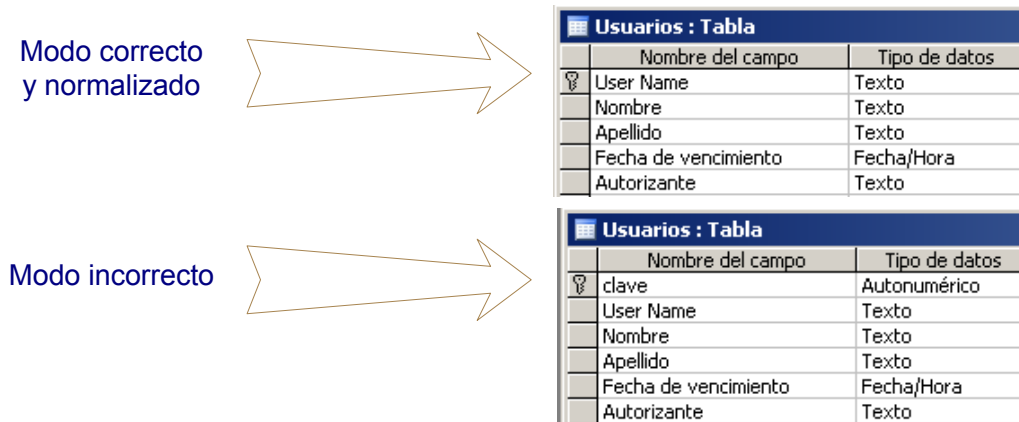 Modo correcto
y normalizado
Usuarios : Tabla
Nombre del campo Tipo de datos
User Name Texto
Nombre Texto
Apellido Texto
Fecha de vencimiento Fecha/Hora
Autorizante Texto
Modo incorrecto
Usuarios : Tabla
Nombre del campo Tipo de datos
clave Autonumérico
User Name Texto
Nombre Texto
Apellido Texto
Fecha de vencimiento Fecha/Hora
Autorizante Texto